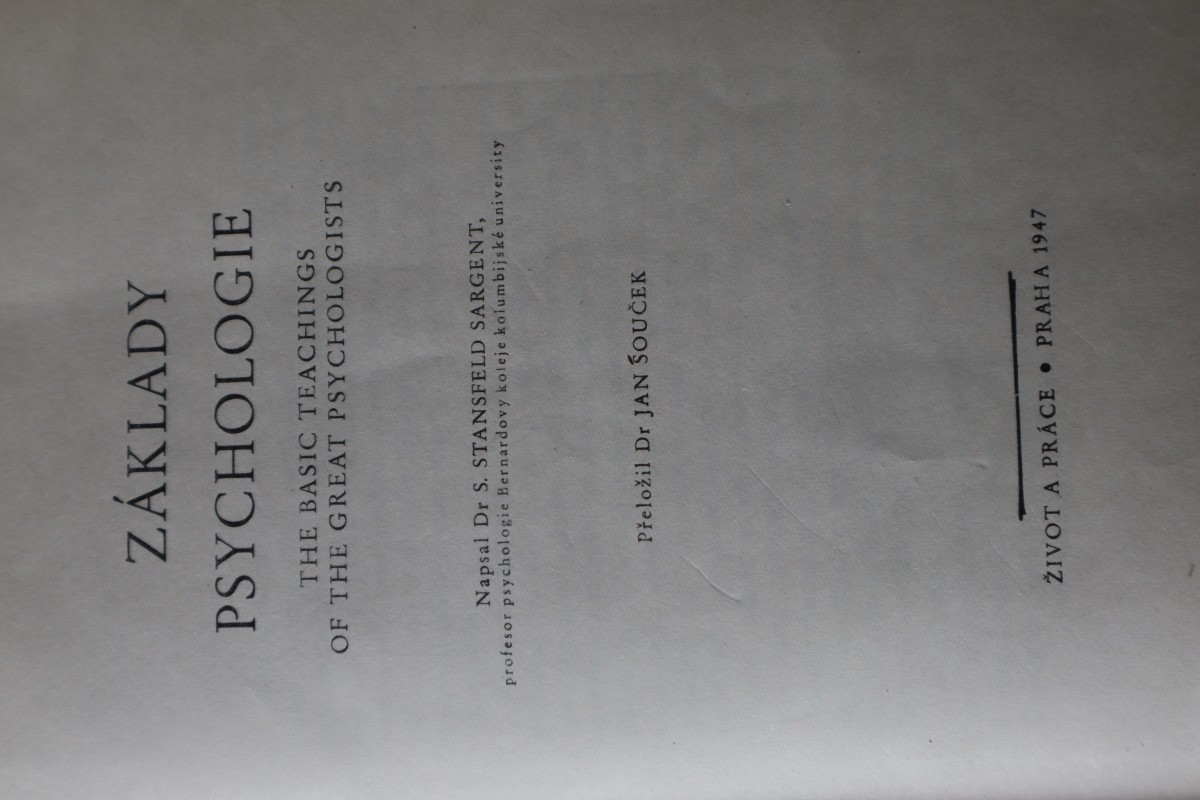 ZÁKLADY
PSYCHOLOGIE
THE BASIC TEACHINGS
OF THE GREAT PSYCHOLOGISTS
Napsal Dr S. STANSFELD SARGENT,
profesor psychologie Bernardovy koleje kolumbijské university
Přeložil Dr JAN ŠOUČEK
ŽIVOT A PRÁCE • PRAHA 1947